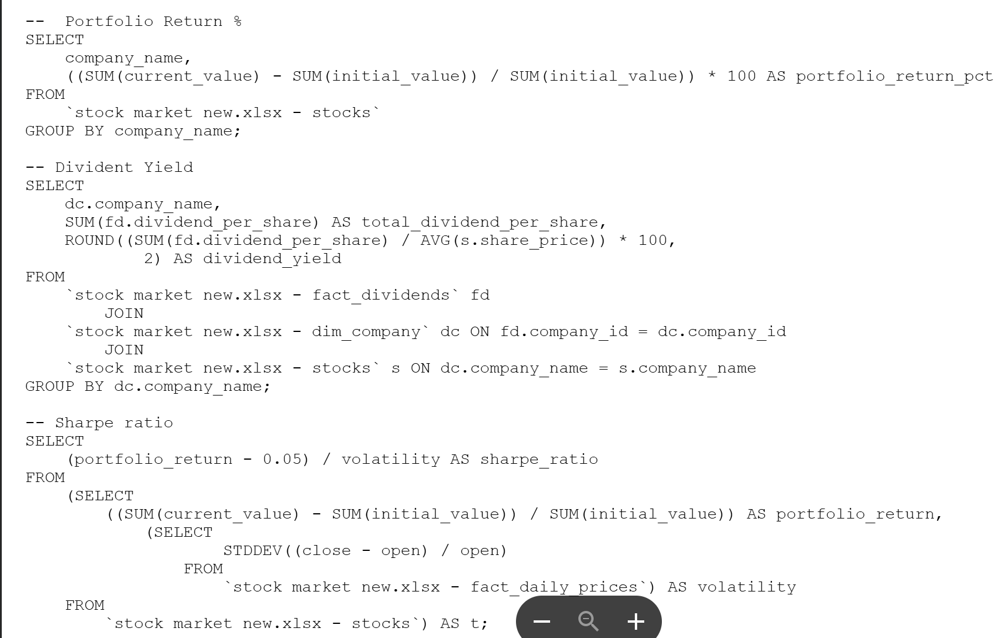 --  Portfolio Return %
SELECT
    company_name,
    ((SUM(current_value) - SUM(initial_value)) / SUM(initial_value)) * 100 AS portfolio_return_pct
FROM
    `stock market new.xlsx - stocks`
GROUP BY company_name;

-- Divident Yield
SELECT
    dc.company_name,
    SUM(fd.dividend_per_share) AS total_dividend_per_share,
    ROUND((SUM(fd.dividend_per_share) / AVG(s.share_price)) * 100,
            2) AS dividend_yield
FROM
    `stock market new.xlsx - fact_dividends` fd
        JOIN
    `stock market new.xlsx - dim_company` dc ON fd.company_id = dc.company_id
        JOIN
    `stock market new.xlsx - stocks` s ON dc.company_name = s.company_name
GROUP BY dc.company_name;

-- Sharpe ratio
SELECT
    (portfolio_return - 0.05) / volatility AS sharpe_ratio
FROM
    (SELECT
        ((SUM(current_value) - SUM(initial_value)) / SUM(initial_value)) AS portfolio_return,
            (SELECT
                    STDDEV((close - open) / open)
                FROM
                    `stock market new.xlsx - fact_daily_prices`) AS volatility
    FROM
        `stock market new.xlsx - stocks`) AS t;